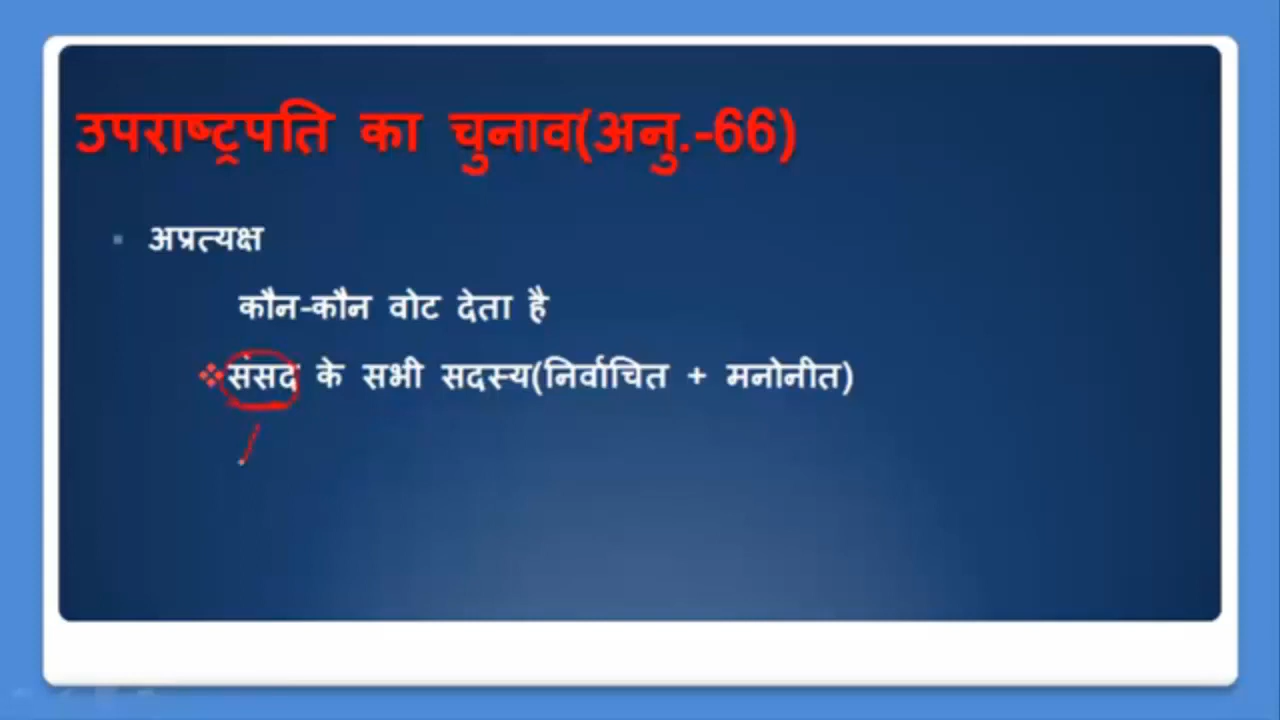 उपराष्ट्रपति का चुनाव(अनु.-66)
अप्रत्यक्ष
कौन-कौन वोट देता है
संसद के सभी सदस्य(निर्वाचित + मनोनीत)